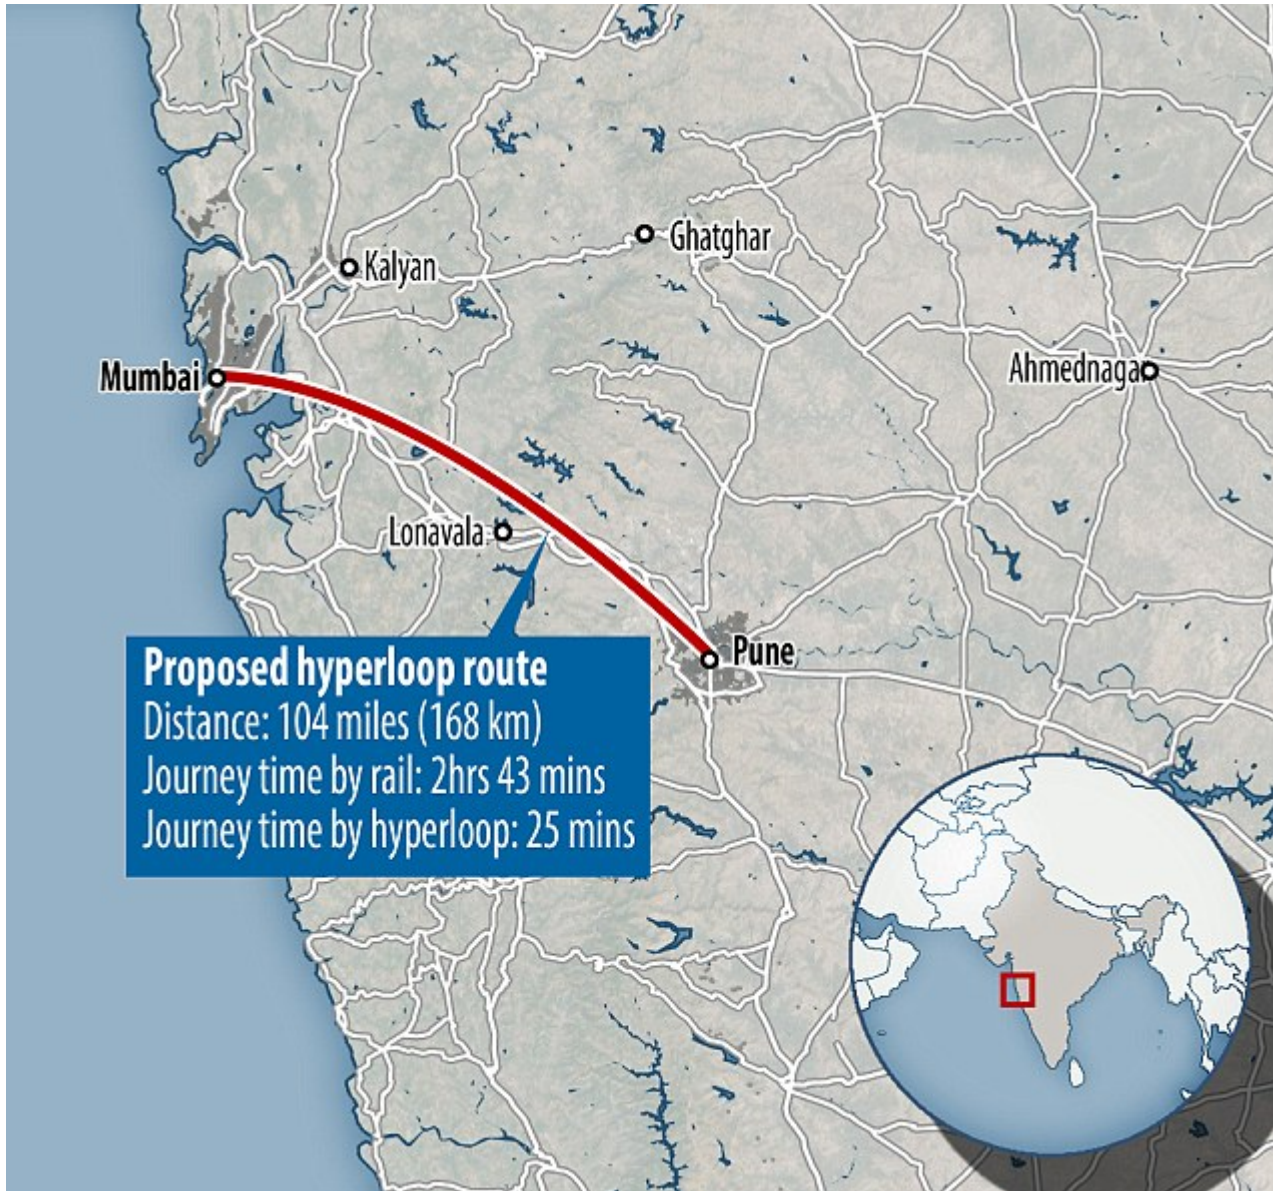 Ghatghar
Kalyan
Mumbai
Ahmednagar
Lonavala
Pune
Proposed hyperloop route
Distance: 104 miles (168 km)
Journey time by rail: 2hrs 43 mins
Journey time by hyperloop: 25 mins